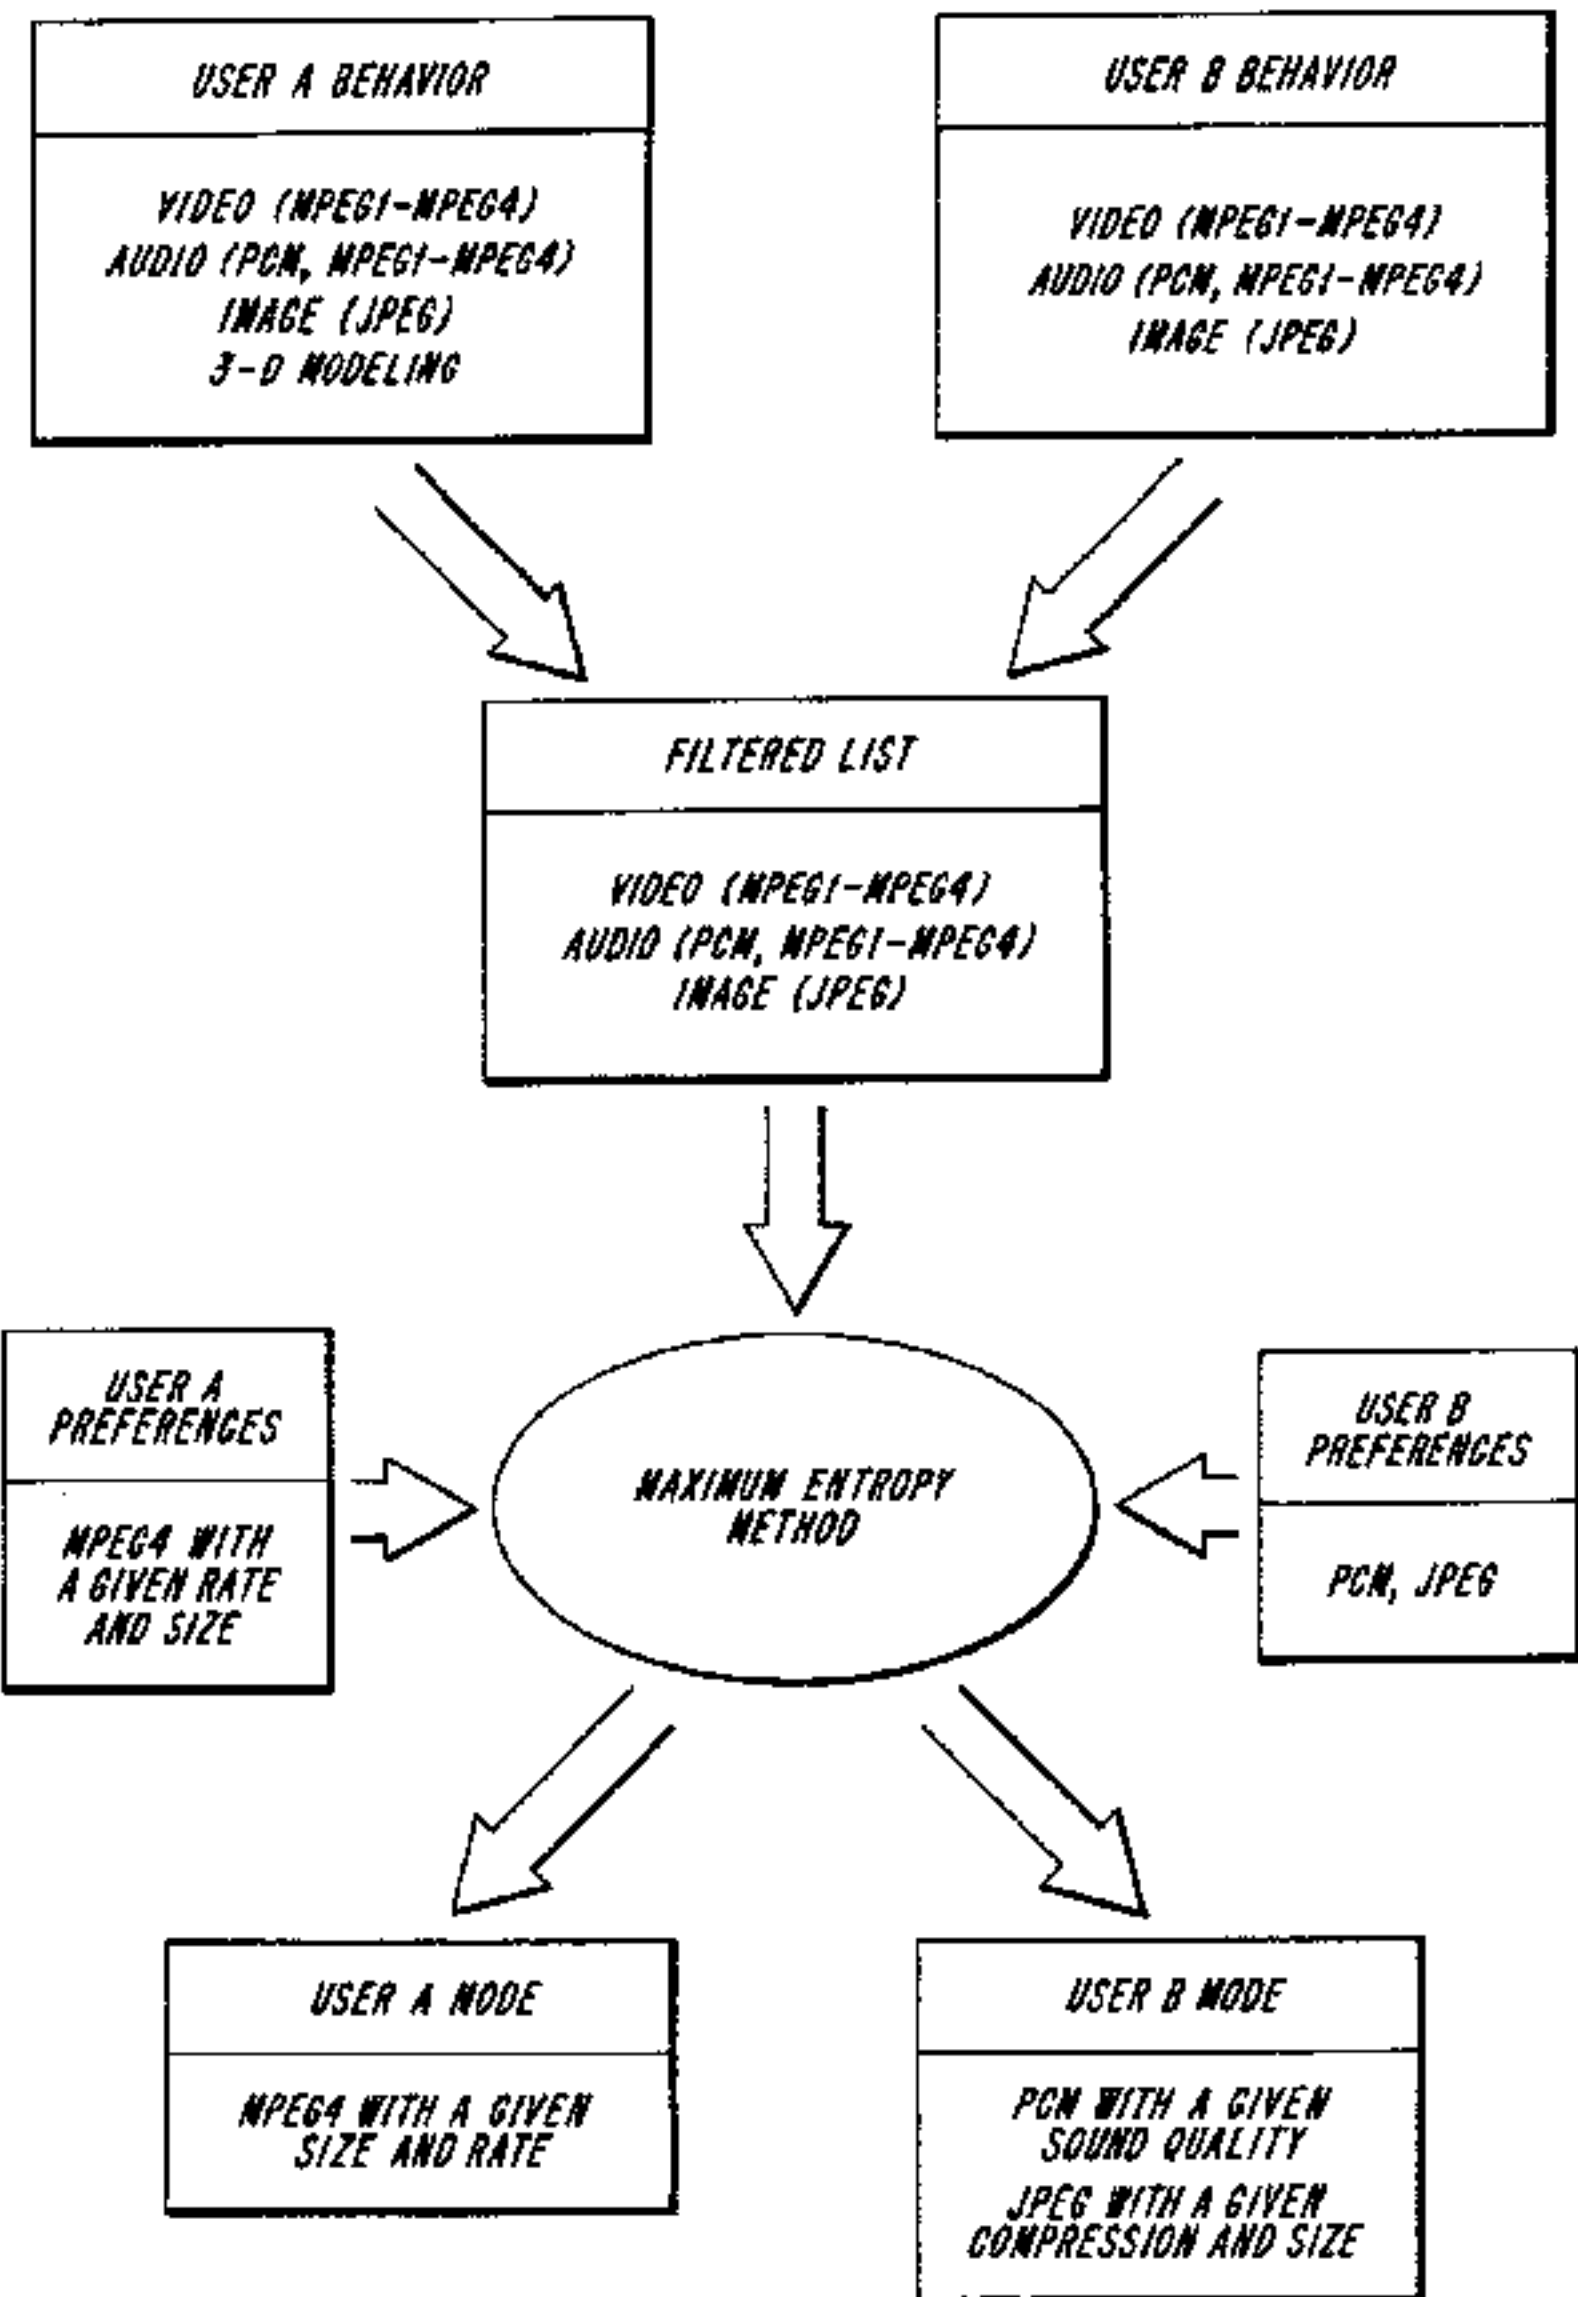 USER A BEHAVIOR
VIDEO (MPEG1-MPEG4)
AUDIO (PCM, MPEG1-MPEG4)
IMAGE (JPEG)
3-D MODELING
USER B BEHAVIOR
VIDEO (MPEG1-MPEG4)
AUDIO (PCM, MPEG1-MPEG4)
IMAGE (JPEG)
FILTERED LIST
VIDEO (MPEG1-MPEG4)
AUDIO (PCM, MPEG1-MPEG4)
IMAGE (JPEG)
USER A
PREFERENCES
MPEG4 WITH
A GIVEN RATE
AND SIZE
MAXIMUM ENTROPY
METHOD
USER B
PREFERENCES
PCM, JPEG
USER A MODE
MPEG4 WITH A GIVEN
SIZE AND RATE
USER B MODE
PCM WITH A GIVEN
SOUND QUALITY
JPEG WITH A GIVEN
COMPRESSION AND SIZE